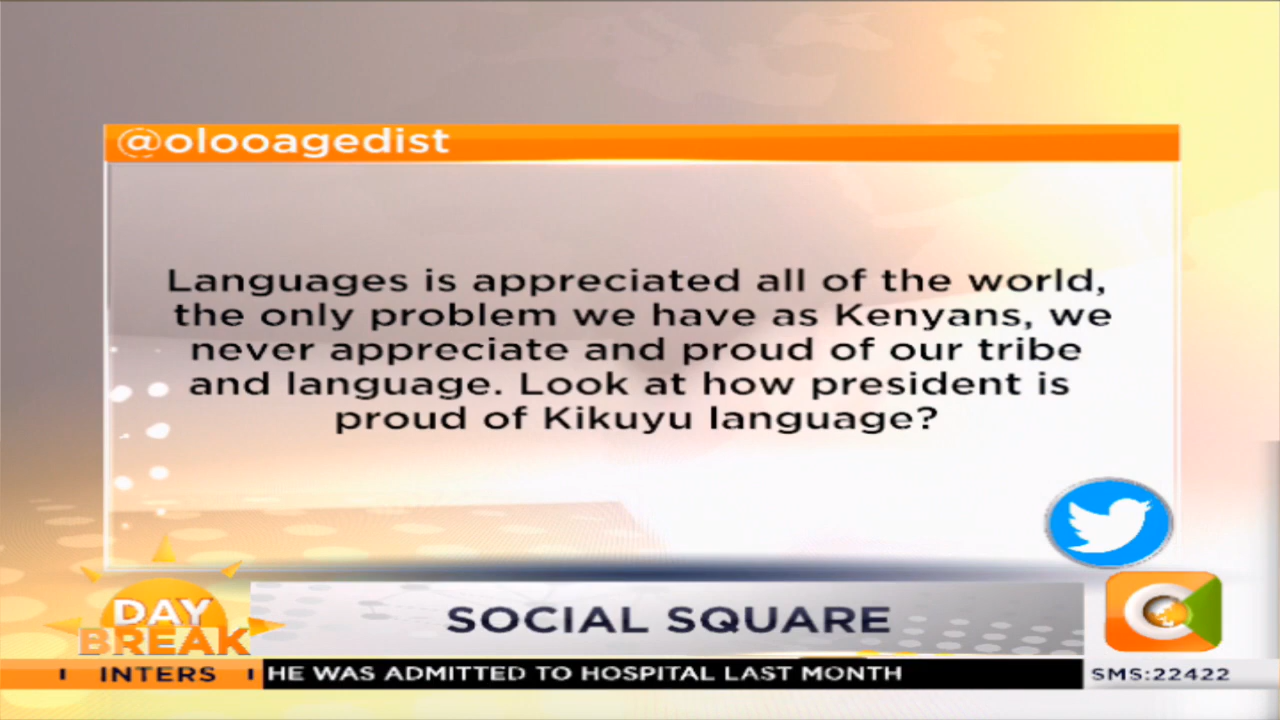 @olooagedist
Languages is appreciated all of the world,
the only problem we have as Kenyans, we
never appreciate and proud of our tribe
and language. Look at how president is
proud of Kikuyu language?
DAY
BREAK
SOCIAL SQUARE
INTERS
HE WAS ADMITTED TO HOSPITAL LAST MONTH
SMS:22422